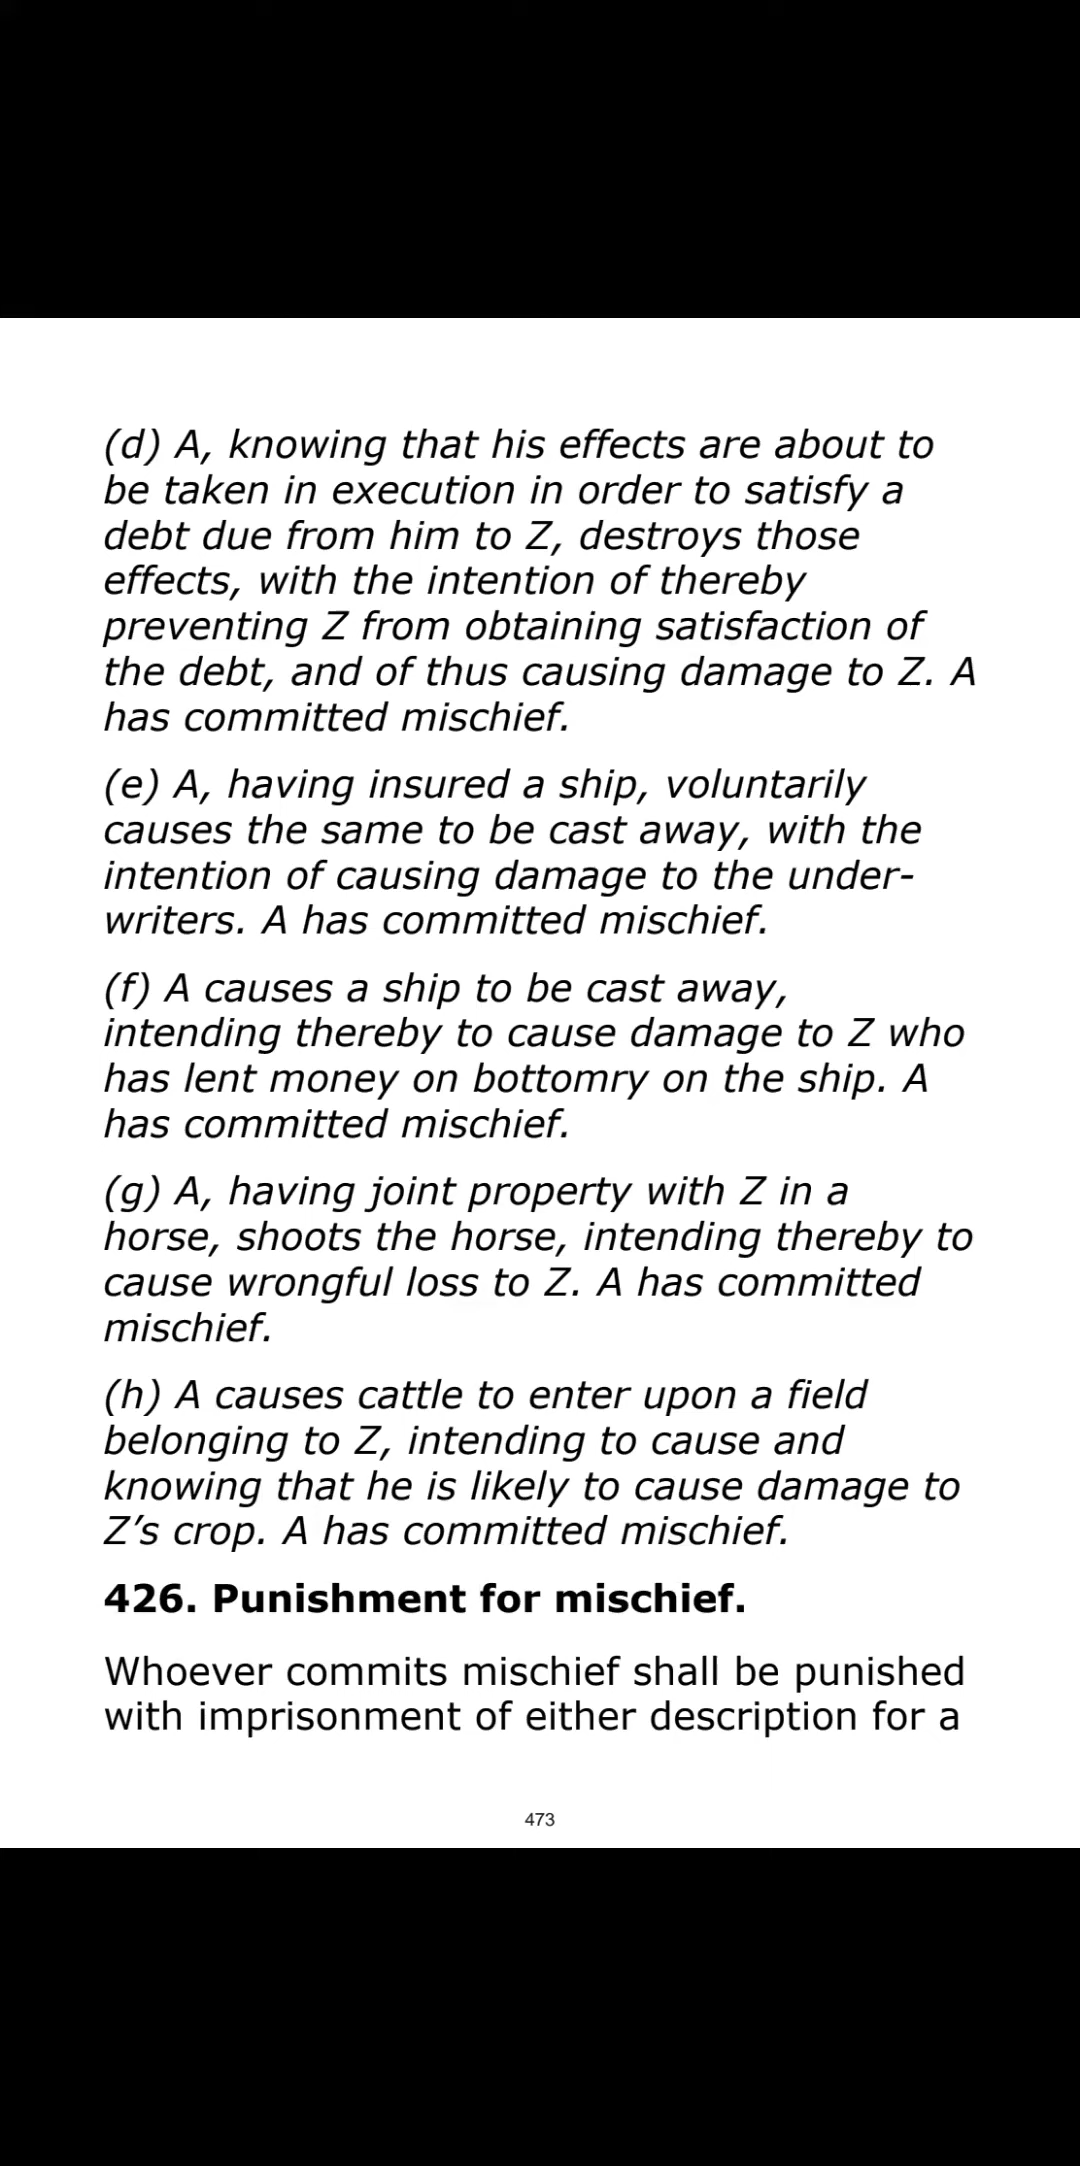 (d) A, knowing that his effects are about to
be taken in execution in order to satisfy a
debt due from him to Z, destroys those
effects, with the intention of thereby
preventing Z from obtaining satisfaction of
the debt, and of thus causing damage to Z. A
has committed mischief.
(e) A, having insured a ship, voluntarily
causes the same to be cast away, with the
intention of causing damage to the under-
writers. A has committed mischief.
(f) A causes a ship to be cast away,
intending thereby to cause damage to Z who
has lent money on bottomry on the ship. A
has committed mischief.
(g) A, having joint property with Z in a
horse, shoots the horse, intending thereby to
cause wrongful loss to Z. A has committed
mischief.
(h) A causes cattle to enter upon a field
belonging to Z, intending to cause and
knowing that he is likely to cause damage to
Z’s crop. A has committed mischief.
426. Punishment for mischief.
Whoever commits mischief shall be punished
with imprisonment of either description for a
473